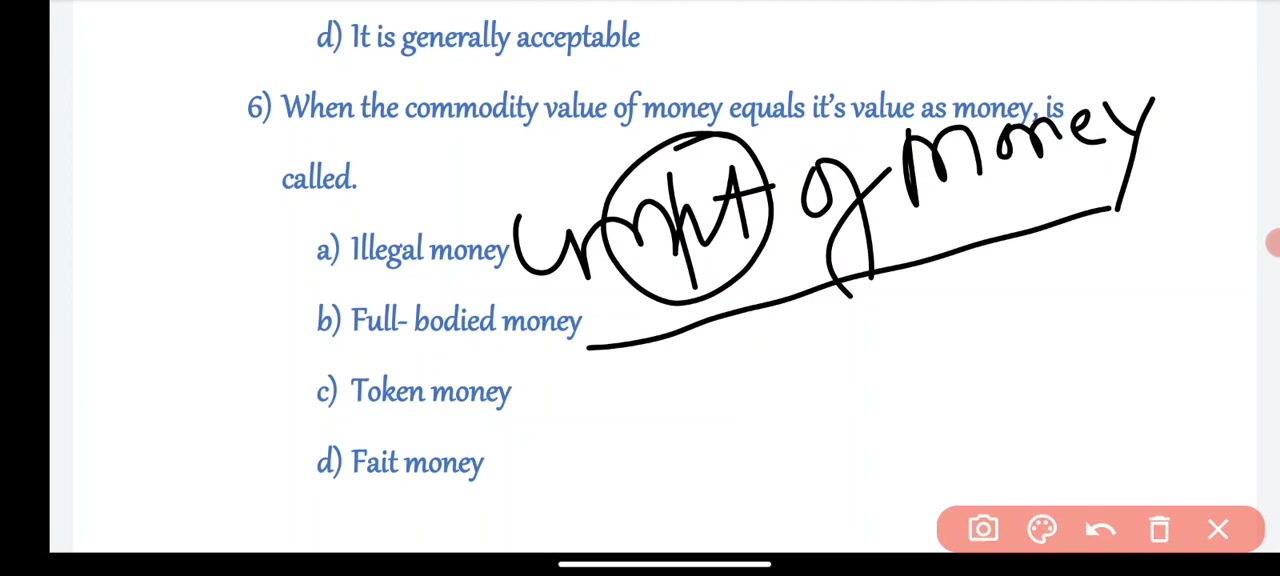 d) It is generally acceptable
6) When the commodity value of money equals it's value as money, is
called.
of money
a) Illegal money
b) Full- bodied money
c) Token money
d) Fait money